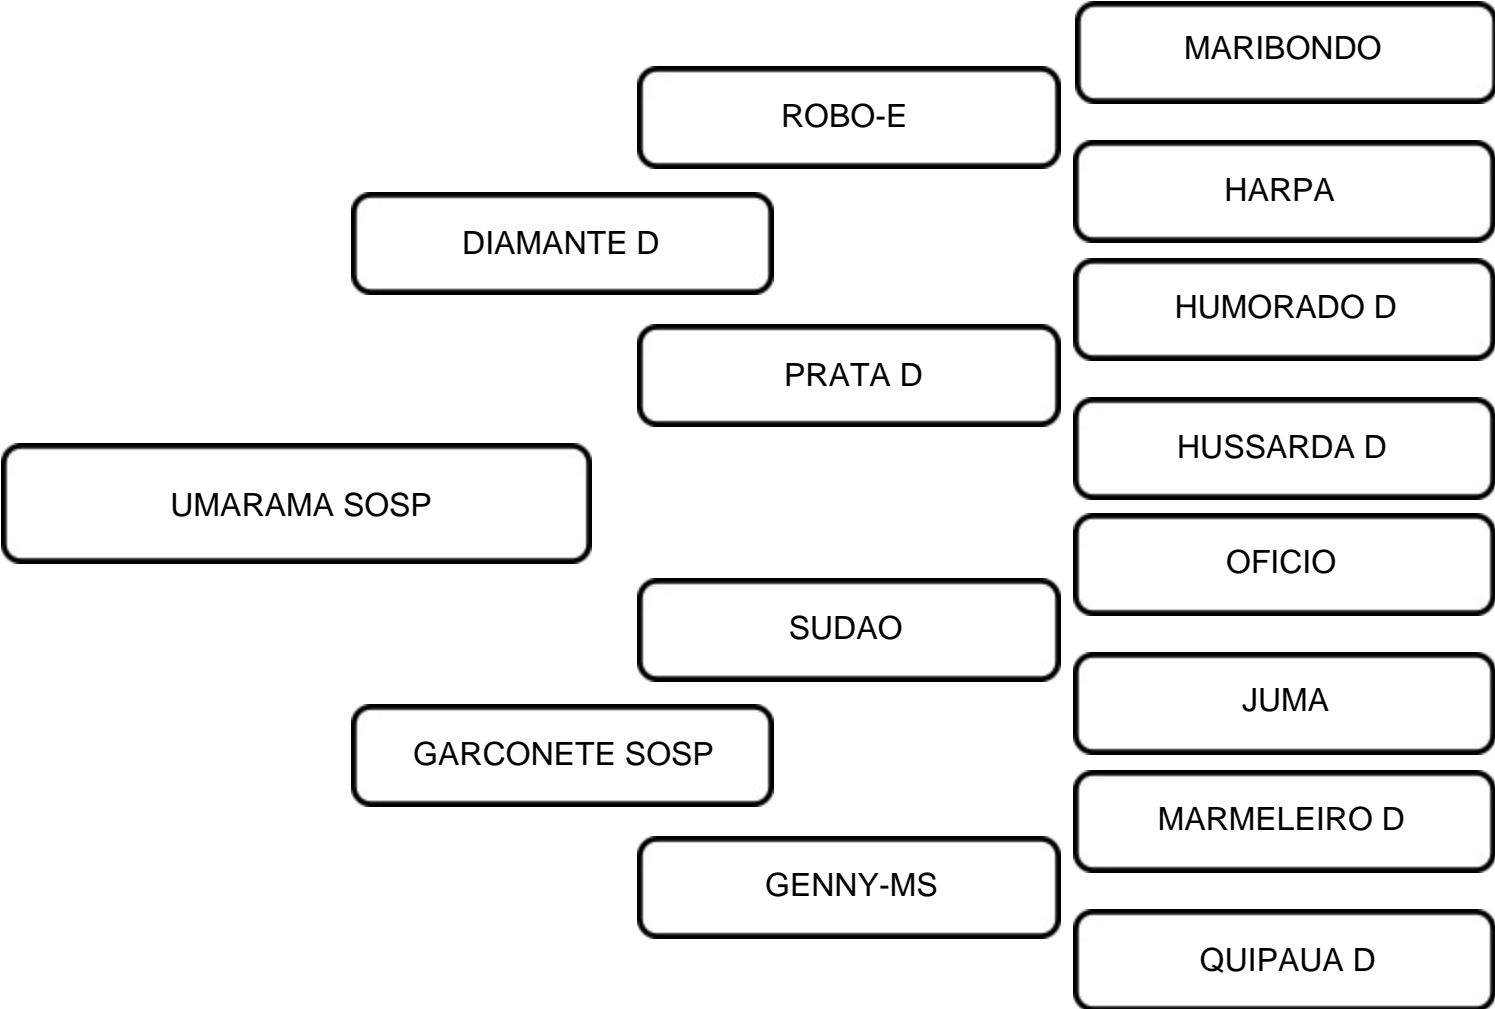 MARIBONDO
ROBO-E
HARPA
DIAMANTE D
HUMORADO D
PRATA D
HUSSARDA D
UMARAMA SOSP
OFICIO
SUDAO
JUMA
GARCONETE SOSP
MARMELEIRO D
GENNY-MS
QUIPAUA D